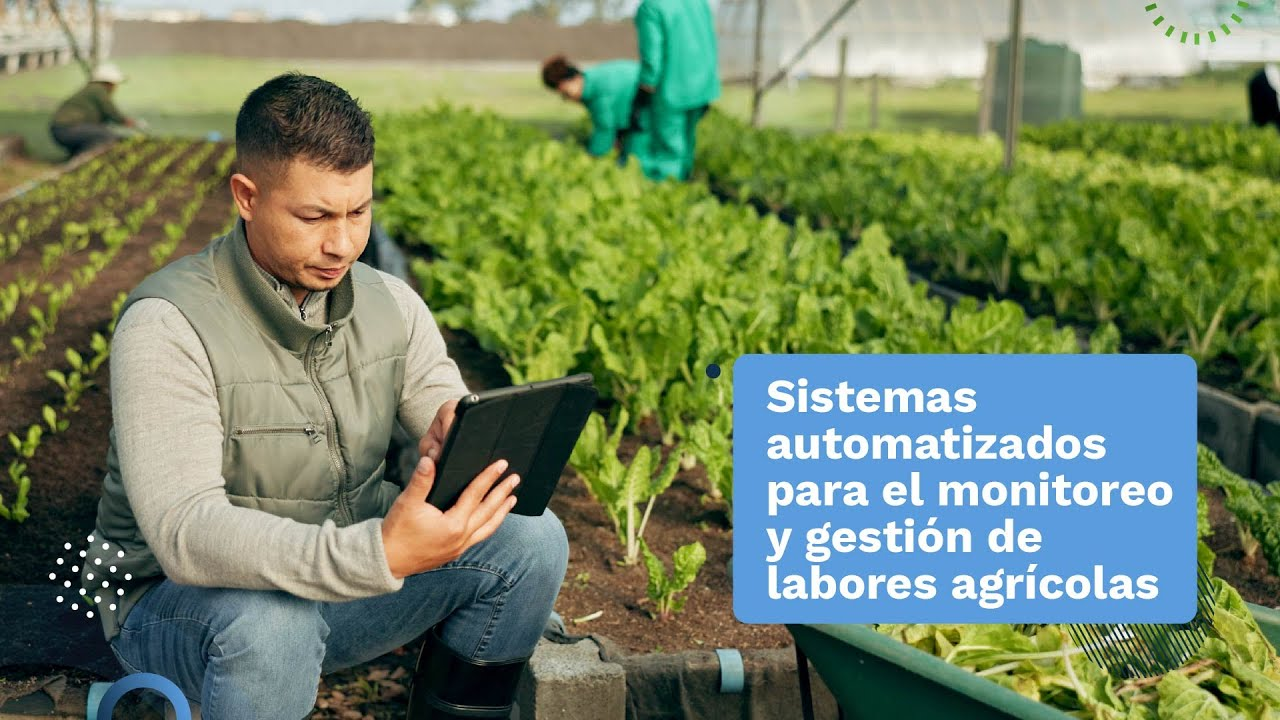 Sistemas
automatizados
para el monitoreo
y gestión de
labores agrícolas